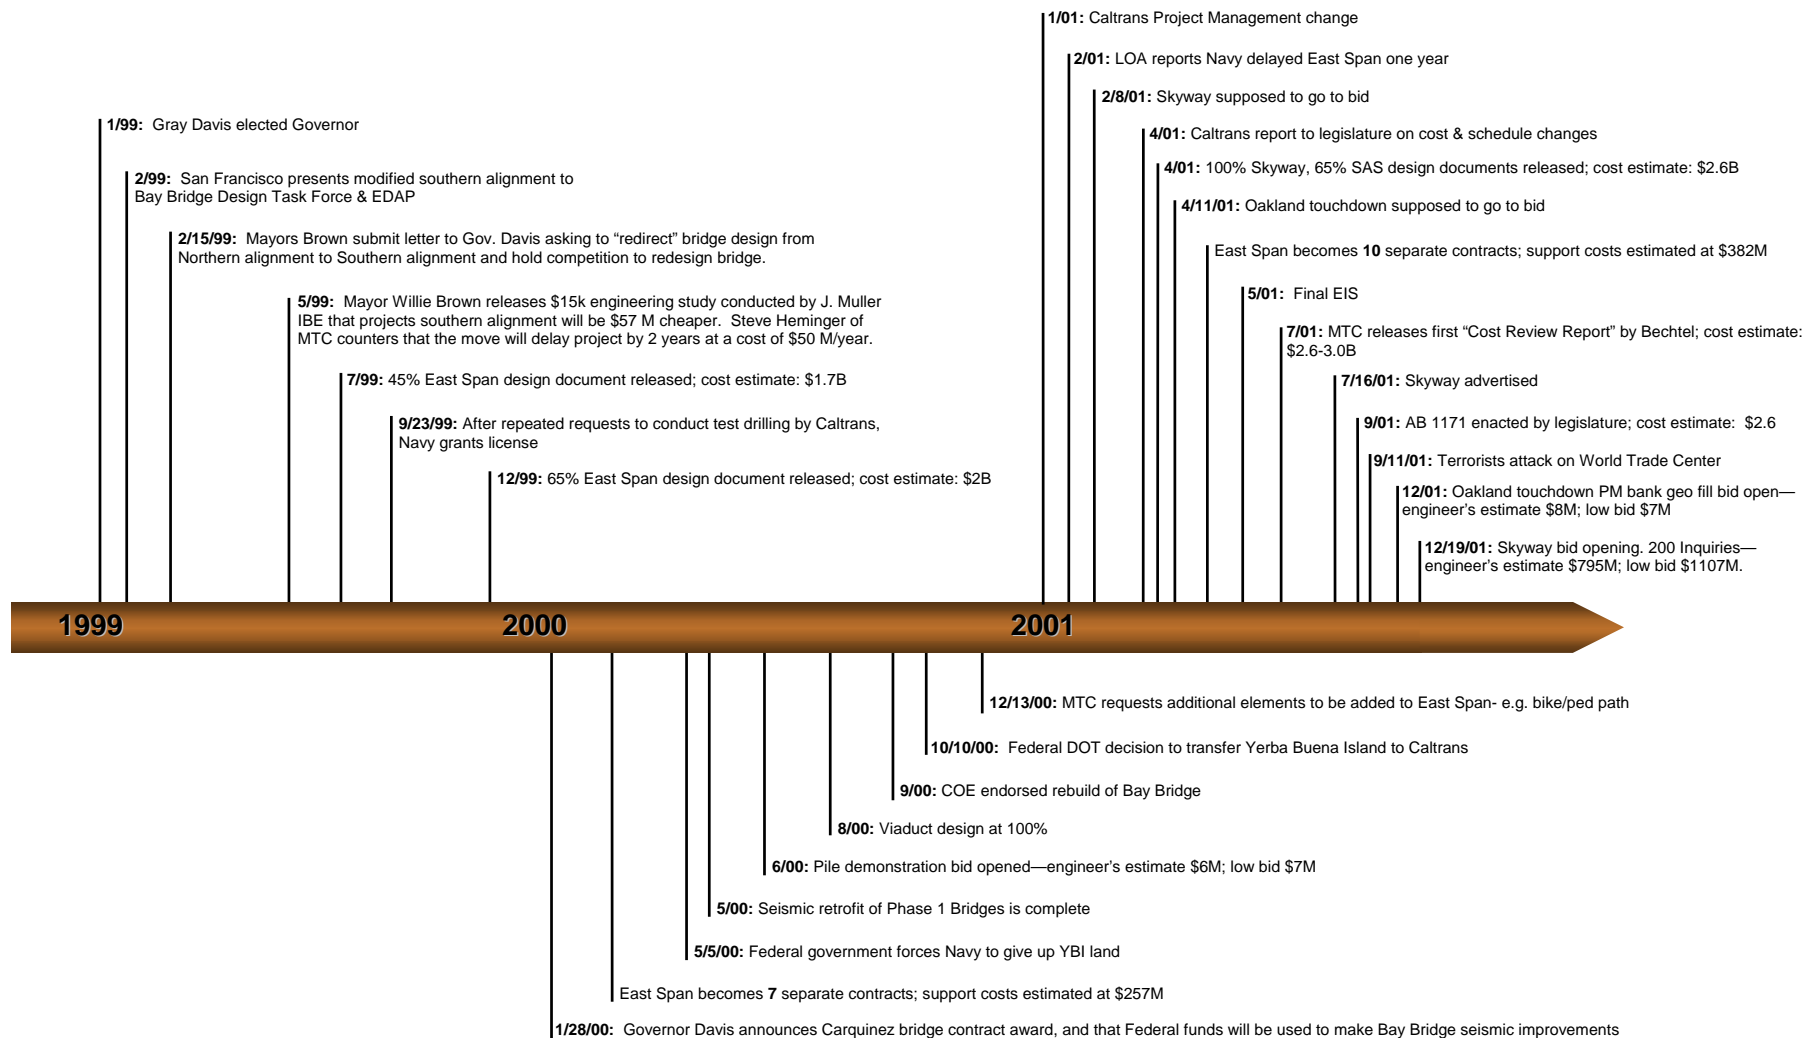 1/01: Caltrans Project Management change
2/01: LOA reports Navy delayed East Span one year
2/8/01: Skyway supposed to go to bid
1/99: Gray Davis elected Governor
4/01: Caltrans report to legislature on cost & schedule changes
4/01: 100% Skyway, 65% SAS design documents released; cost estimate: $2.6B
2/99: San Francisco presents modified southern alignment to
Bay Bridge Design Task Force & EDAP
4/11/01: Oakland touchdown supposed to go to bid
2/15/99: Mayors Brown submit letter to Gov. Davis asking to “redirect” bridge design from
Northern alignment to Southern alignment and hold competition to redesign bridge.
East Span becomes 10 separate contracts; support costs estimated at $382M
5/01: Final EIS
5/99: Mayor Willie Brown releases $15k engineering study conducted by J. Muller
IBE that projects southern alignment will be $57 M cheaper. Steve Heminger of
MTC counters that the move will delay project by 2 years at a cost of $50 M/year.
7/01: MTC releases first “Cost Review Report” by Bechtel; cost estimate:
$2.6-3.0B
7/99: 45% East Span design document released; cost estimate: $1.7B
7/16/01: Skyway advertised
9/23/99: After repeated requests to conduct test drilling by Caltrans,
Navy grants license
9/01: AB 1171 enacted by legislature; cost estimate: $2.6
9/11/01: Terrorists attack on World Trade Center
12/99: 65% East Span design document released; cost estimate: $2B
12/01: Oakland touchdown PM bank geo fill bid open—
engineer’s estimate $8M; low bid $7M
12/19/01: Skyway bid opening. 200 Inquiries—
engineer’s estimate $795M; low bid $1107M.
1999
2000
2001
12/13/00: MTC requests additional elements to be added to East Span- e.g. bike/ped path
10/10/00: Federal DOT decision to transfer Yerba Buena Island to Caltrans
9/00: COE endorsed rebuild of Bay Bridge
8/00: Viaduct design at 100%
6/00: Pile demonstration bid opened—engineer’s estimate $6M; low bid $7M
5/00: Seismic retrofit of Phase 1 Bridges is complete
5/5/00: Federal government forces Navy to give up YBI land
East Span becomes 7 separate contracts; support costs estimated at $257M
1/28/00: Governor Davis announces Carquinez bridge contract award, and that Federal funds will be used to make Bay Bridge seismic improvements